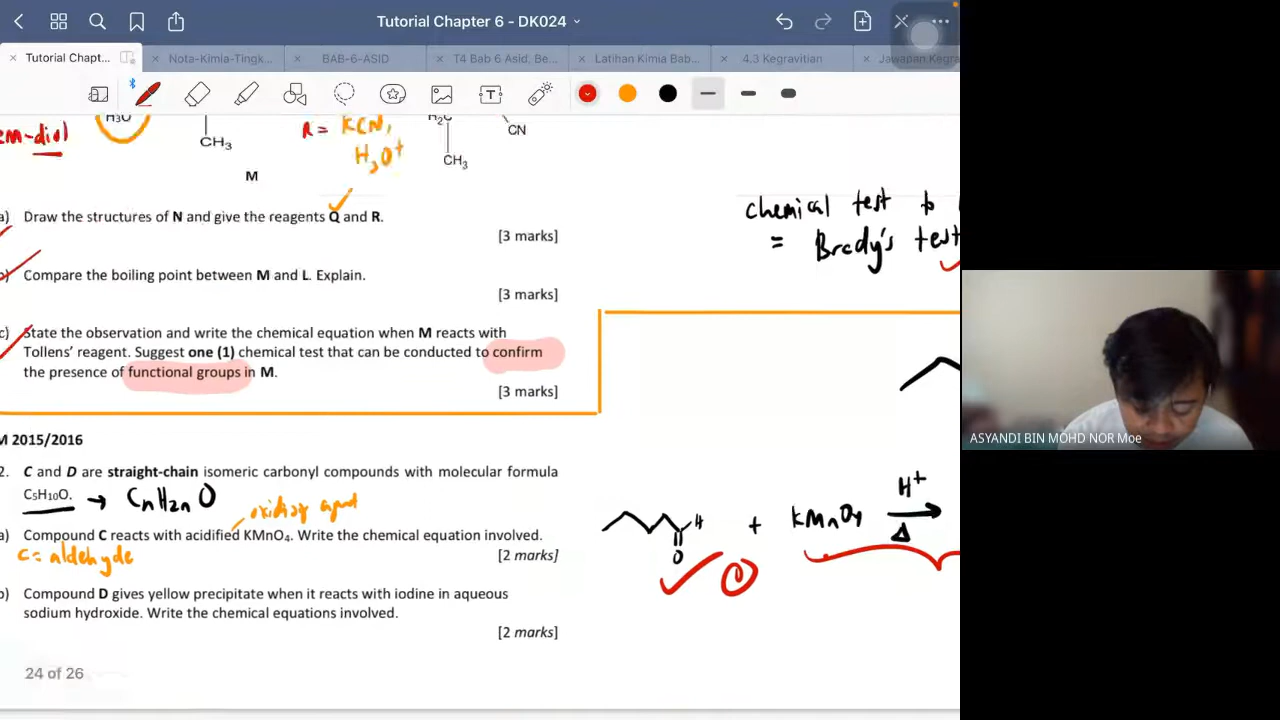 Tutorial Chapter 6 - DK024
Tutorial Chapt...
Nota-Kimia-Tingk...
BAB-6-ASID
T4 Bab 6 Asid, Be...
Latihan Kimia Bab...
4.3 Kegravitian
Jawapan Kegra
em-diol
H₃O
CH₃
M
R = KCN,
H₃O⁺
H₂C
CH₃
CN
a) Draw the structures of N and give the reagents Q and R.
[3 marks]
Compare the boiling point between M and L. Explain.
[3 marks]
c) State the observation and write the chemical equation when M reacts with
Tollens' reagent. Suggest one (1) chemical test that can be conducted to confirm
the presence of functional groups in M.
[3 marks]
chemical test to
= Brady's test
M 2015/2016
2. C and D are straight-chain isomeric carbonyl compounds with molecular formula
C₅H₁₀O. → CnH2n O
oxidizing agent
a) Compound C reacts with acidified KMnO₄. Write the chemical equation involved.
C = aldehyde
[2 marks]
b) Compound D gives yellow precipitate when it reacts with iodine in aqueous
sodium hydroxide. Write the chemical equations involved.
[2 marks]
24 of 26
H
O
+ KMnO₄ H⁺ → Δ
ASYANDI BIN MOHD NOR Moe